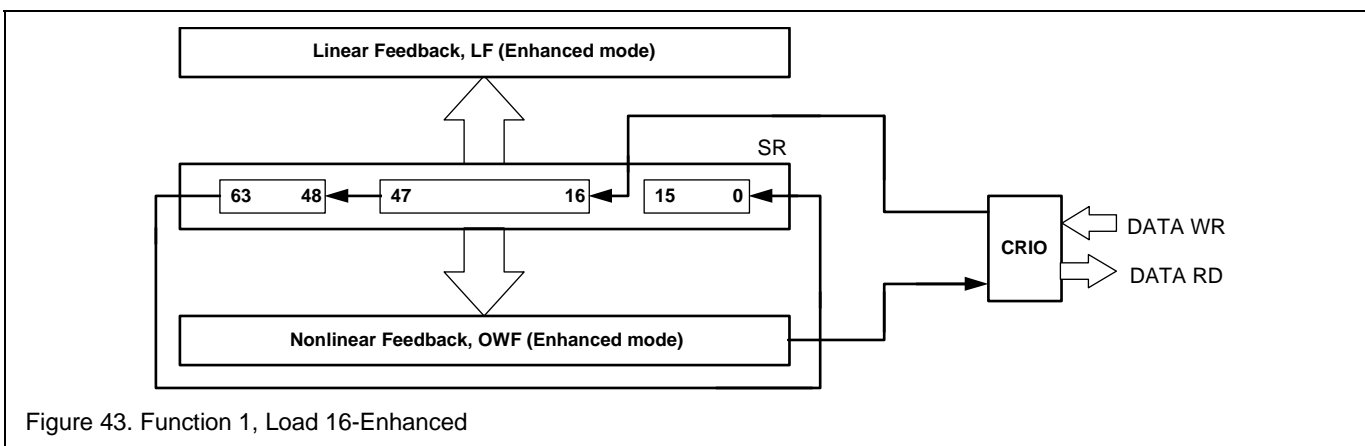 Linear Feedback, LF (Enhanced mode)
SR
63 48 47 16 15 0
DATA WR
CRIO
DATA RD
Nonlinear Feedback, OWF (Enhanced mode)
Figure 43. Function 1, Load 16-Enhanced